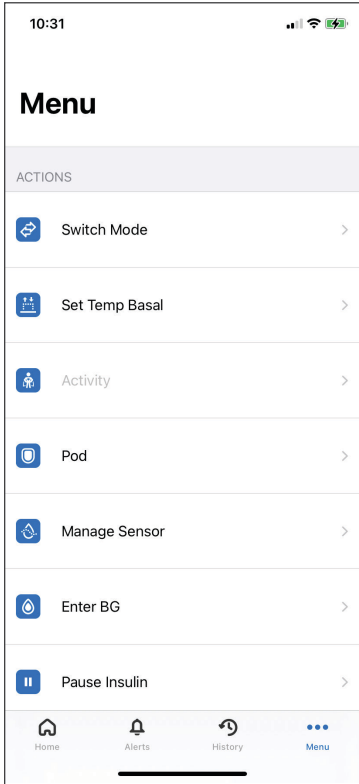 10:31
Menu
ACTIONS
Switch Mode
Set Temp Basal
Activity
Pod
Manage Sensor
Enter BG
Pause Insulin
Home Alerts History Menu